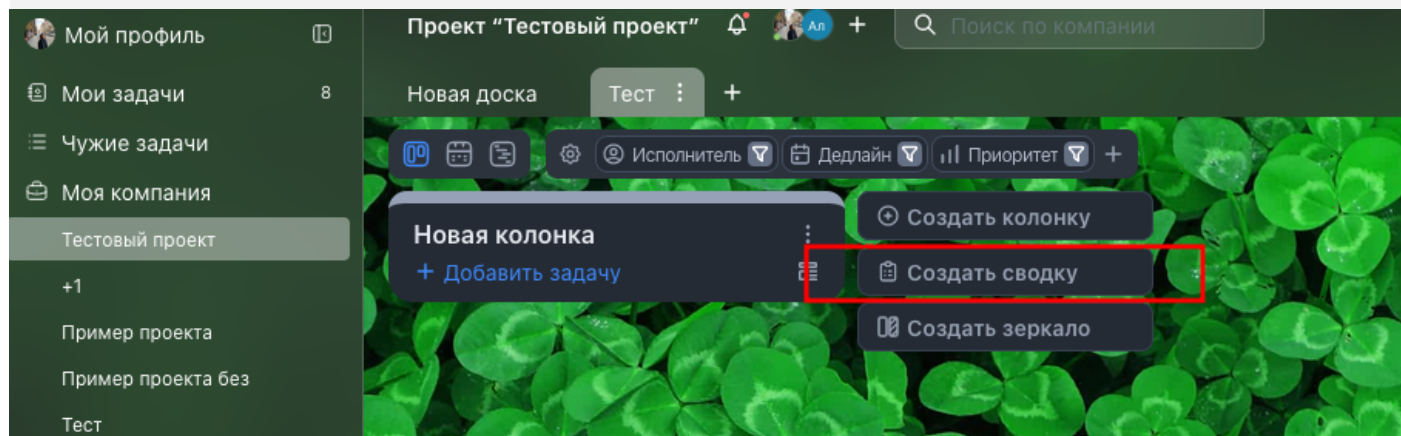 Мой профиль
Мои задачи 8
Чужие задачи
Моя компания
Тестовый проект
+1
Пример проекта
Пример проекта без
Тест
Проект “Тестовый проект” Ал + Поиск по компании
Новая доска Тест +
Исполнитель Дедлайн Приоритет +
Новая колонка
+ Добавить задачу
Создать колонку
Создать сводку
Создать зеркало